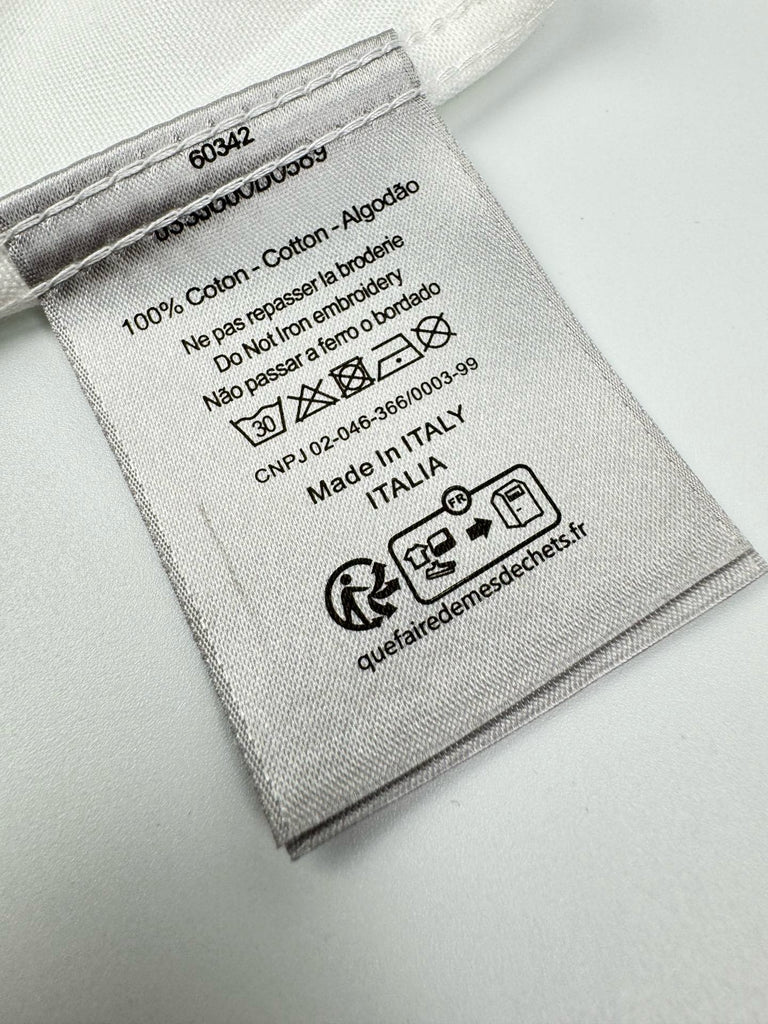 60342
100% Coton - Cotton - Algodão
Ne pas repasser la broderie
Do Not Iron embroidery
Não passar a ferro o bordado
30
CNPJ 02-046-366/0003-99
Made In ITALY
ITALIA
FR
quefairedemesdechets.fr